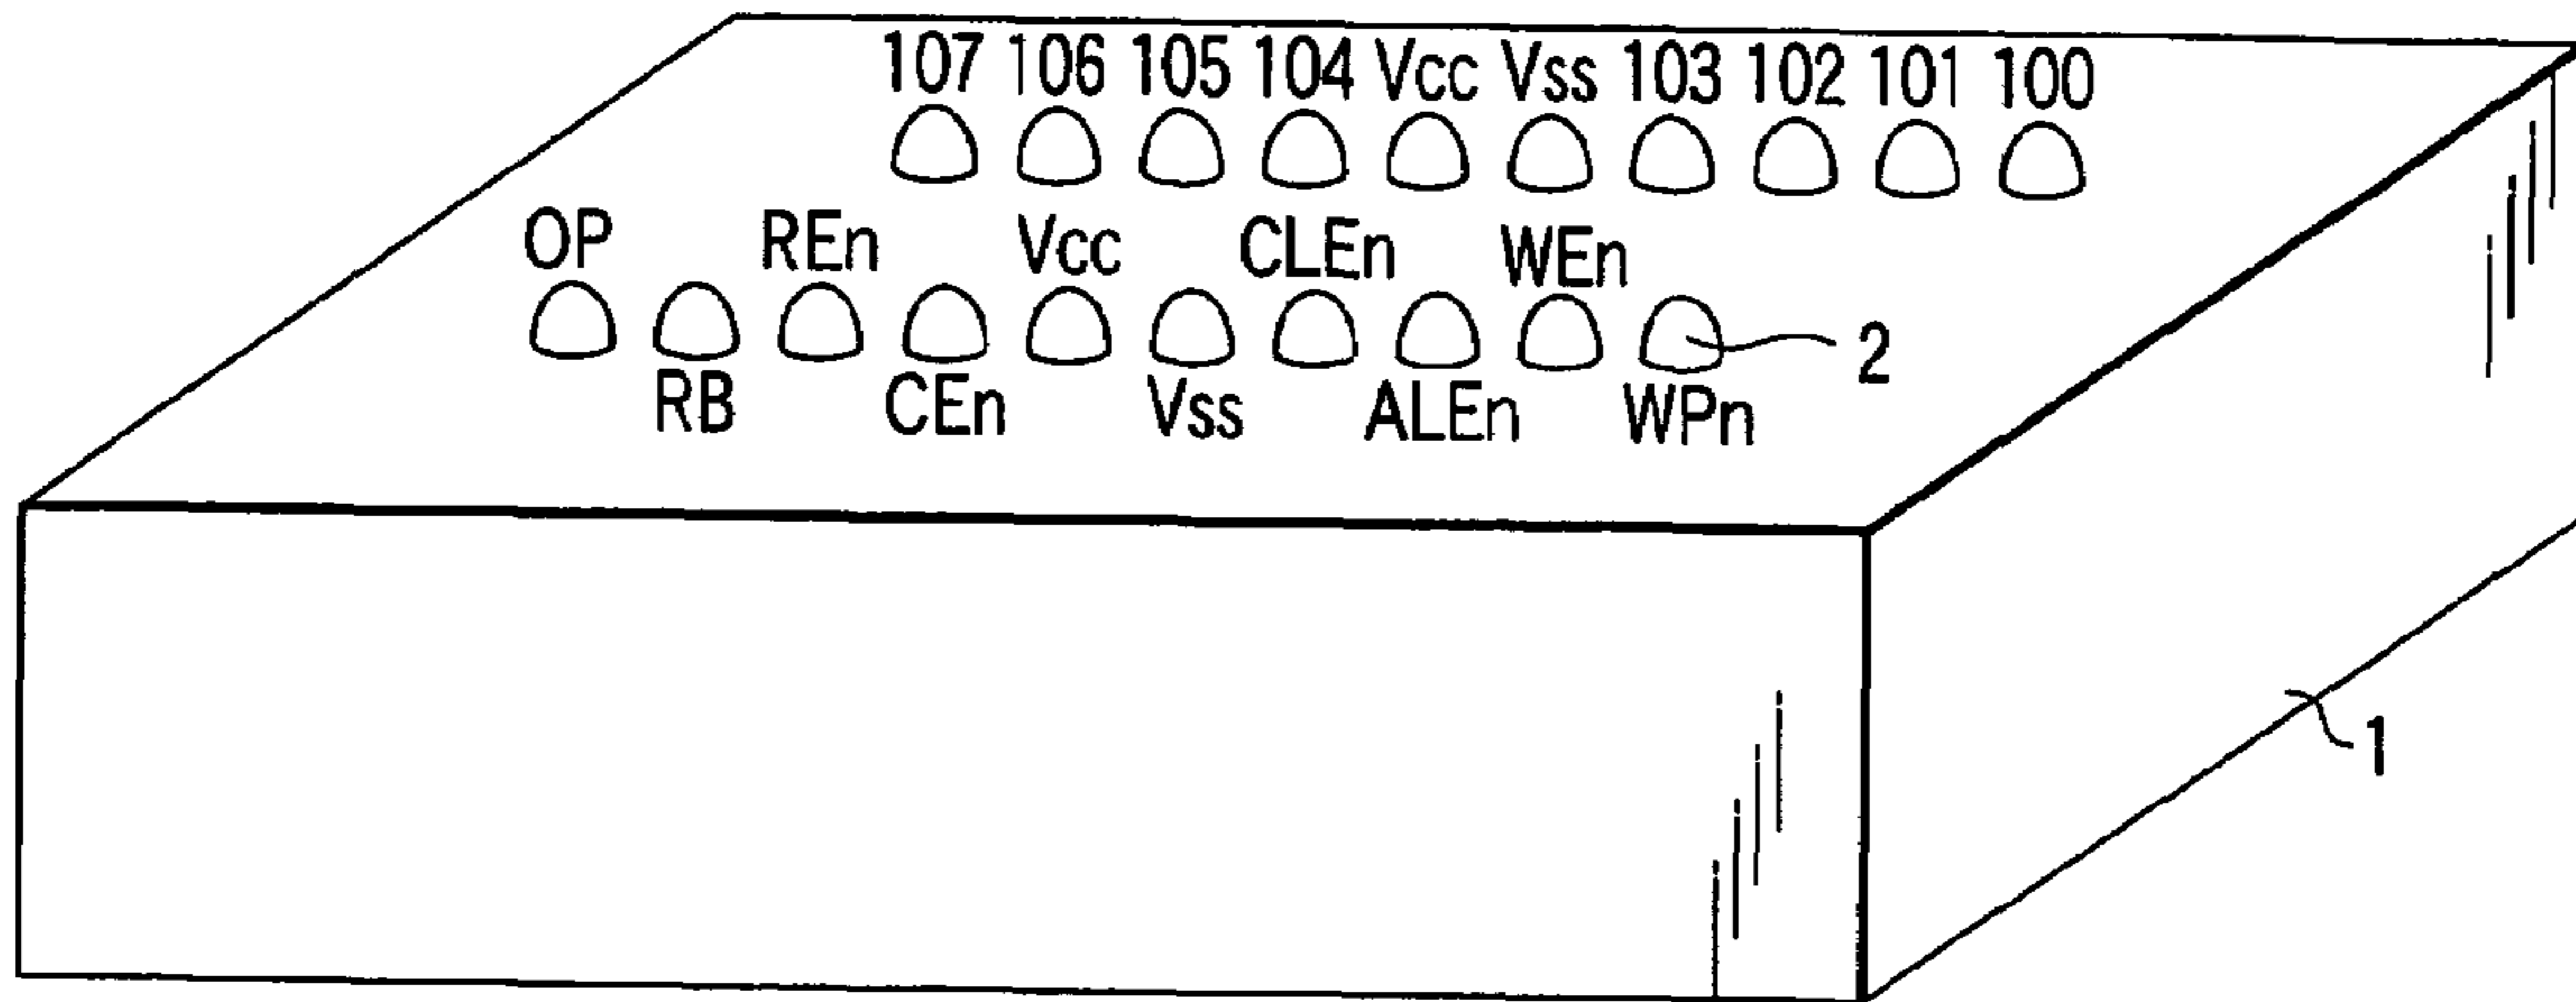 107 106 105 104 Vcc Vss 103 102 101 100
OP REn Vcc CLEn WEn
2
RB CEn Vss ALEn WPn
1